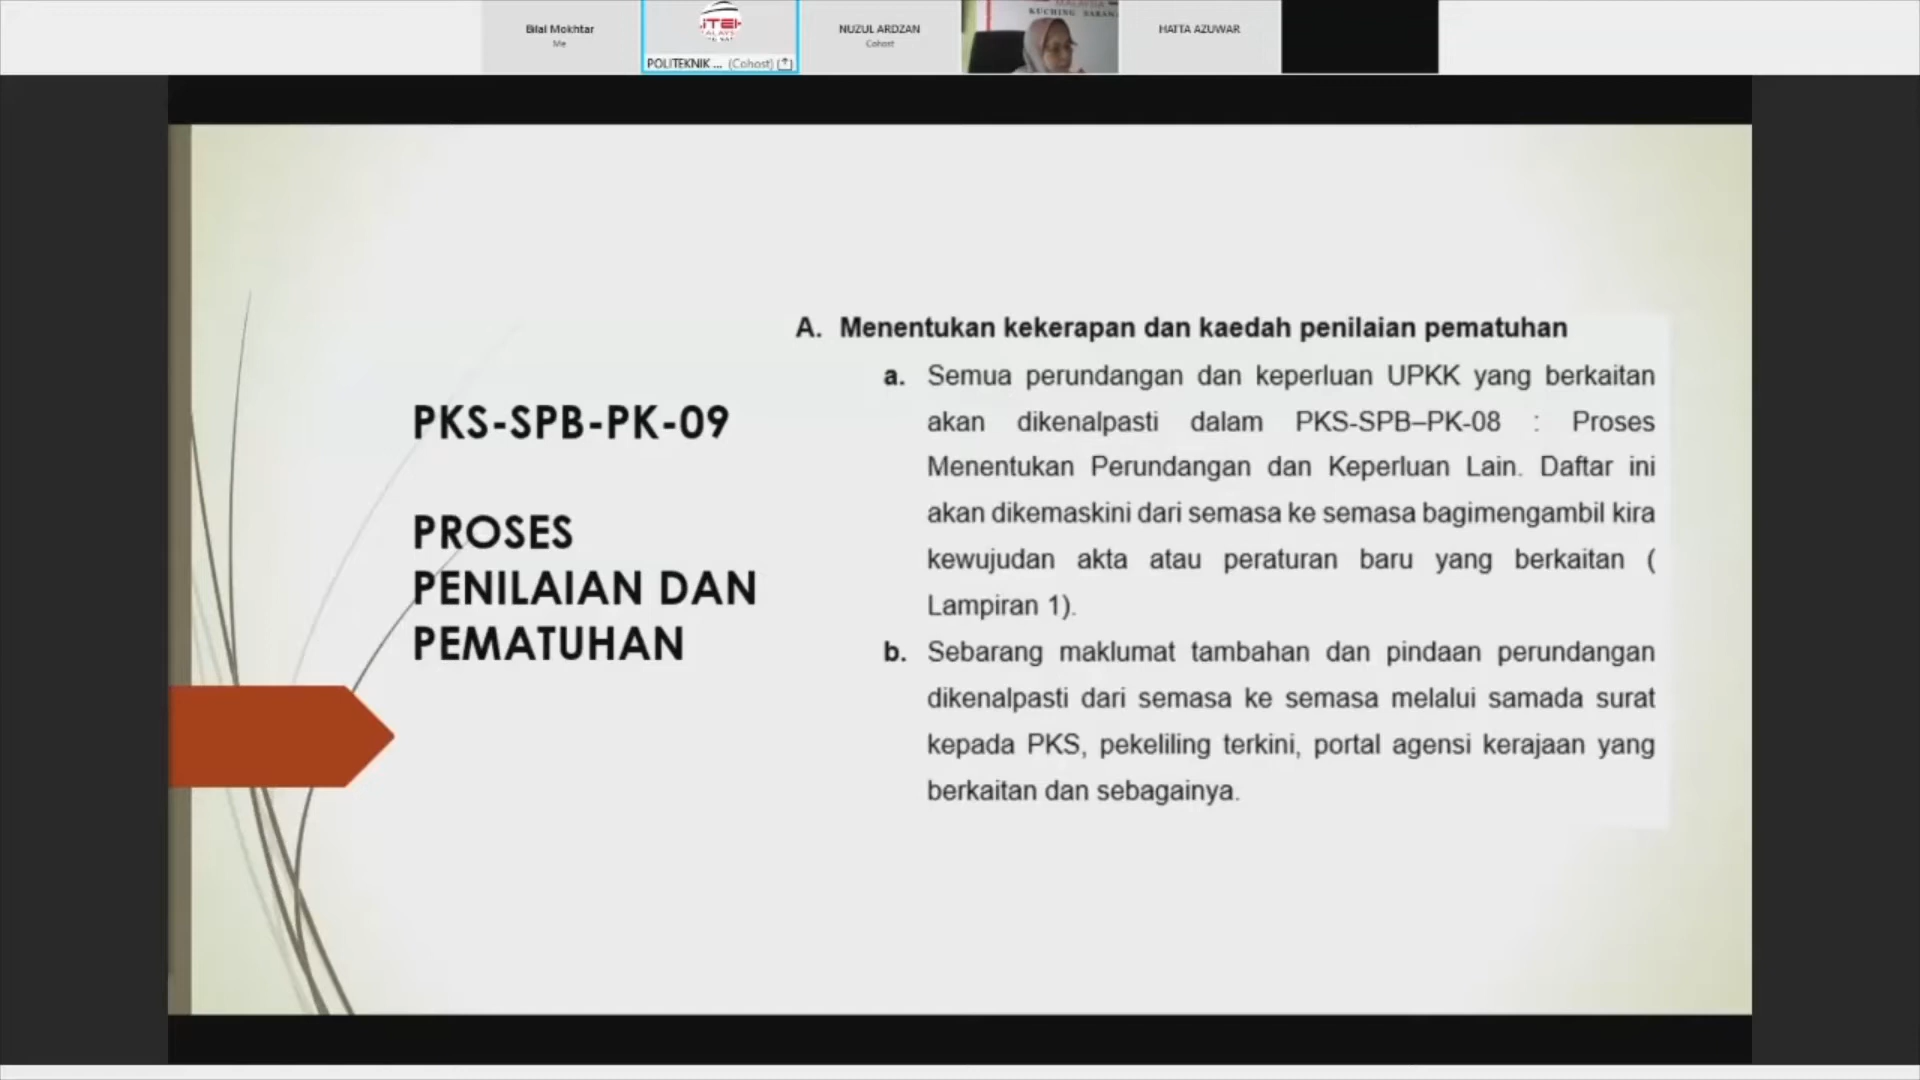 Bilal Mokhtar
Me
POLITEKNIK ... (Cohost)
NUZUL ARDZAN
Cohost
KUCHING SARAW
HATTA AZUWAR
PKS-SPB-PK-09
PROSES
PENILAIAN DAN
PEMATUHAN
A. Menentukan kekerapan dan kaedah penilaian pematuhan
a. Semua perundangan dan keperluan UPKK yang berkaitan
akan dikenalpasti dalam PKS-SPB–PK-08 : Proses
Menentukan Perundangan dan Keperluan Lain. Daftar ini
akan dikemaskini dari semasa ke semasa bagimengambil kira
kewujudan akta atau peraturan baru yang berkaitan (
Lampiran 1).
b. Sebarang maklumat tambahan dan pindaan perundangan
dikenalpasti dari semasa ke semasa melalui samada surat
kepada PKS, pekeliling terkini, portal agensi kerajaan yang
berkaitan dan sebagainya.